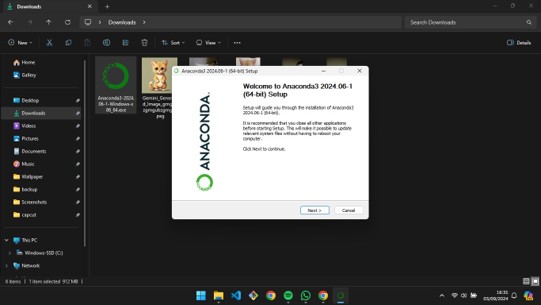 Downloads
Downloads
Search Downloads
New
Sort
View
Details
Home
Gallery
Desktop
Downloads
Videos
Pictures
Documents
Music
Wallpaper
backup
Screenshots
capcut
This PC
Windows-SSD (C:)
Network
Anaconda3-2024.
06-1-Windows-x
86_64.exe
Anaconda3 2024.06-1 (64-bit) Setup
ANACONDA.
Welcome to Anaconda3 2024.06-1
(64-bit) Setup
Setup will guide you through the installation of Anaconda3
2024.06-1 (64-bit).
It is recommended that you close all other applications
before starting Setup. This will make it possible to update
relevant system files without having to reboot your
computer.
Click Next to continue.
Next >
Cancel
6 items
1 item selected 912 MB
14:35
03/09/2024